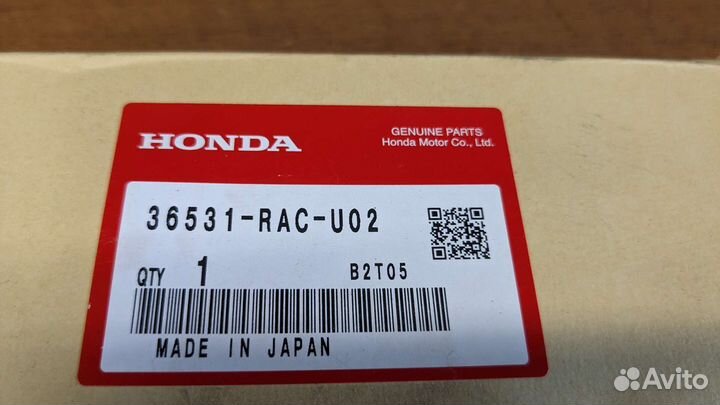 HONDA
GENUINE PARTS
Honda Motor Co., Ltd.
36531-RAC-U02
QTY 1 B2T05
MADE IN JAPAN
Avito